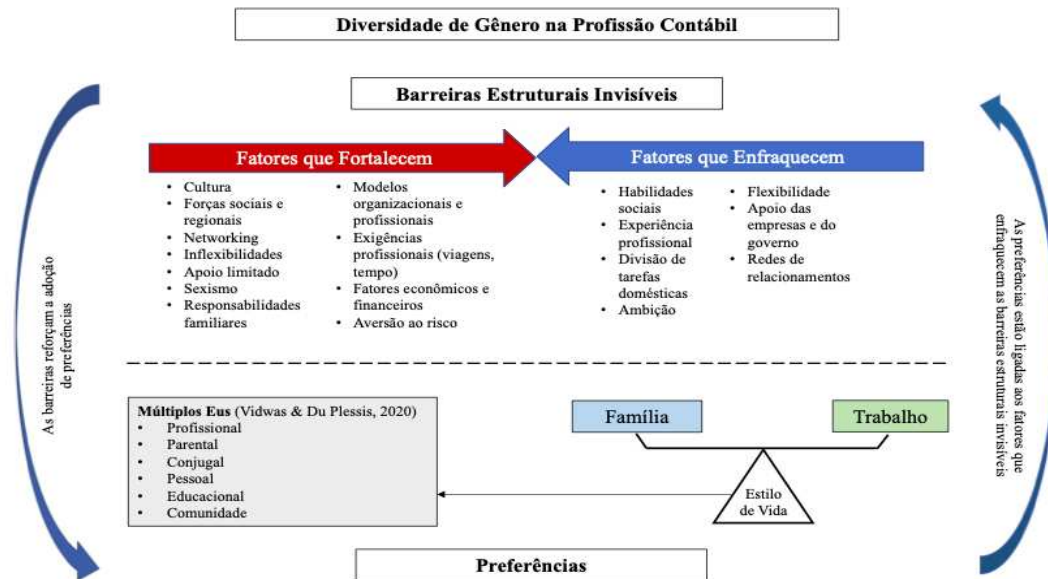 Diversidade de Gênero na Profissão Contábil
Barreiras Estruturais Invisíveis
Fatores que Fortalecem
• Cultura
• Forças sociais e
regionais
• Networking
• Inflexibilidades
• Apoio limitado
• Sexismo
• Responsabilidades
familiares
• Modelos
organizacionais e
profissionais
• Exigências
profissionais (viagens,
tempo)
• Fatores econômicos e
financeiros
• Aversão ao risco
Fatores que Enfraquecem
• Habilidades
sociais
• Experiência
profissional
• Divisão de
tarefas
domésticas
• Ambição
• Flexibilidade
• Apoio das
empresas e do
governo
• Redes de
relacionamentos
As barreiras reforçam a adoção
de preferências
As preferências estão ligadas aos fatores que
enfraquecem as barreiras estruturais invisíveis
Múltiplos Eus (Vidwas & Du Plessis, 2020)
• Profissional
• Parental
• Conjugal
• Pessoal
• Educacional
• Comunidade
Família
Trabalho
Estilo
de Vida
Preferências